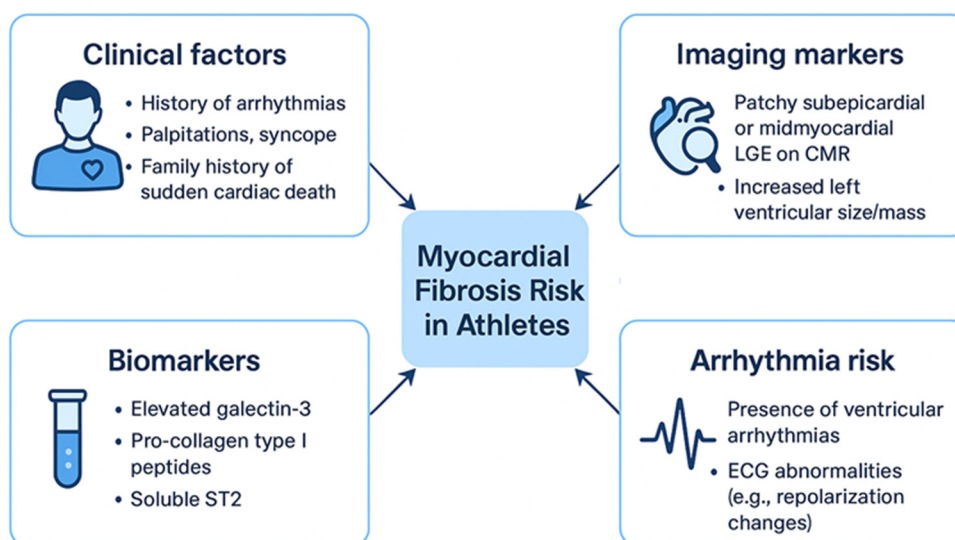 Clinical factors
• History of arrhythmias
• Palpitations, syncope
• Family history of
sudden cardiac death
Imaging markers
Patchy subepicardial
or midmyocardial
LGE on CMR
• Increased left
ventricular size/mass
Myocardial
Fibrosis Risk
in Athletes
Biomarkers
• Elevated galectin-3
• Pro-collagen type I
peptides
• Soluble ST2
Arrhythmia risk
Presence of ventricular
arrhythmias
• ECG abnormalities
(e.g., repolarization
changes)